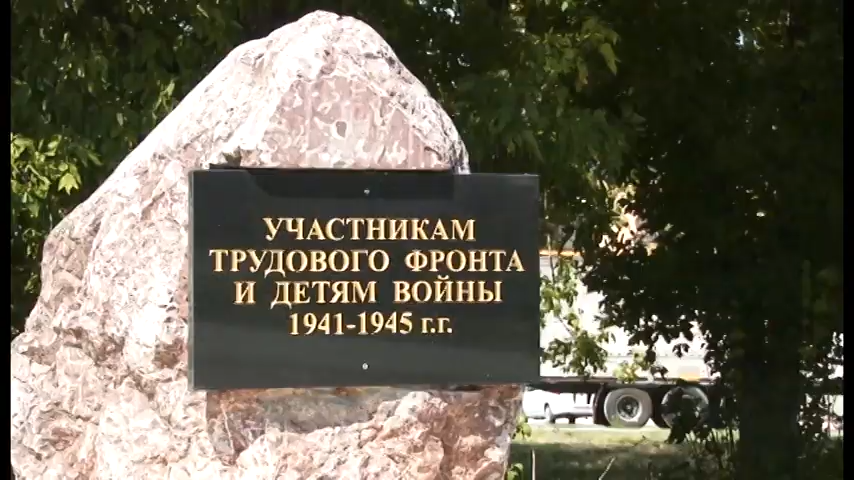 УЧАСТНИКАМ
ТРУДОВОГО ФРОНТА
И ДЕТЯМ ВОЙНЫ
1941-1945 г.г.